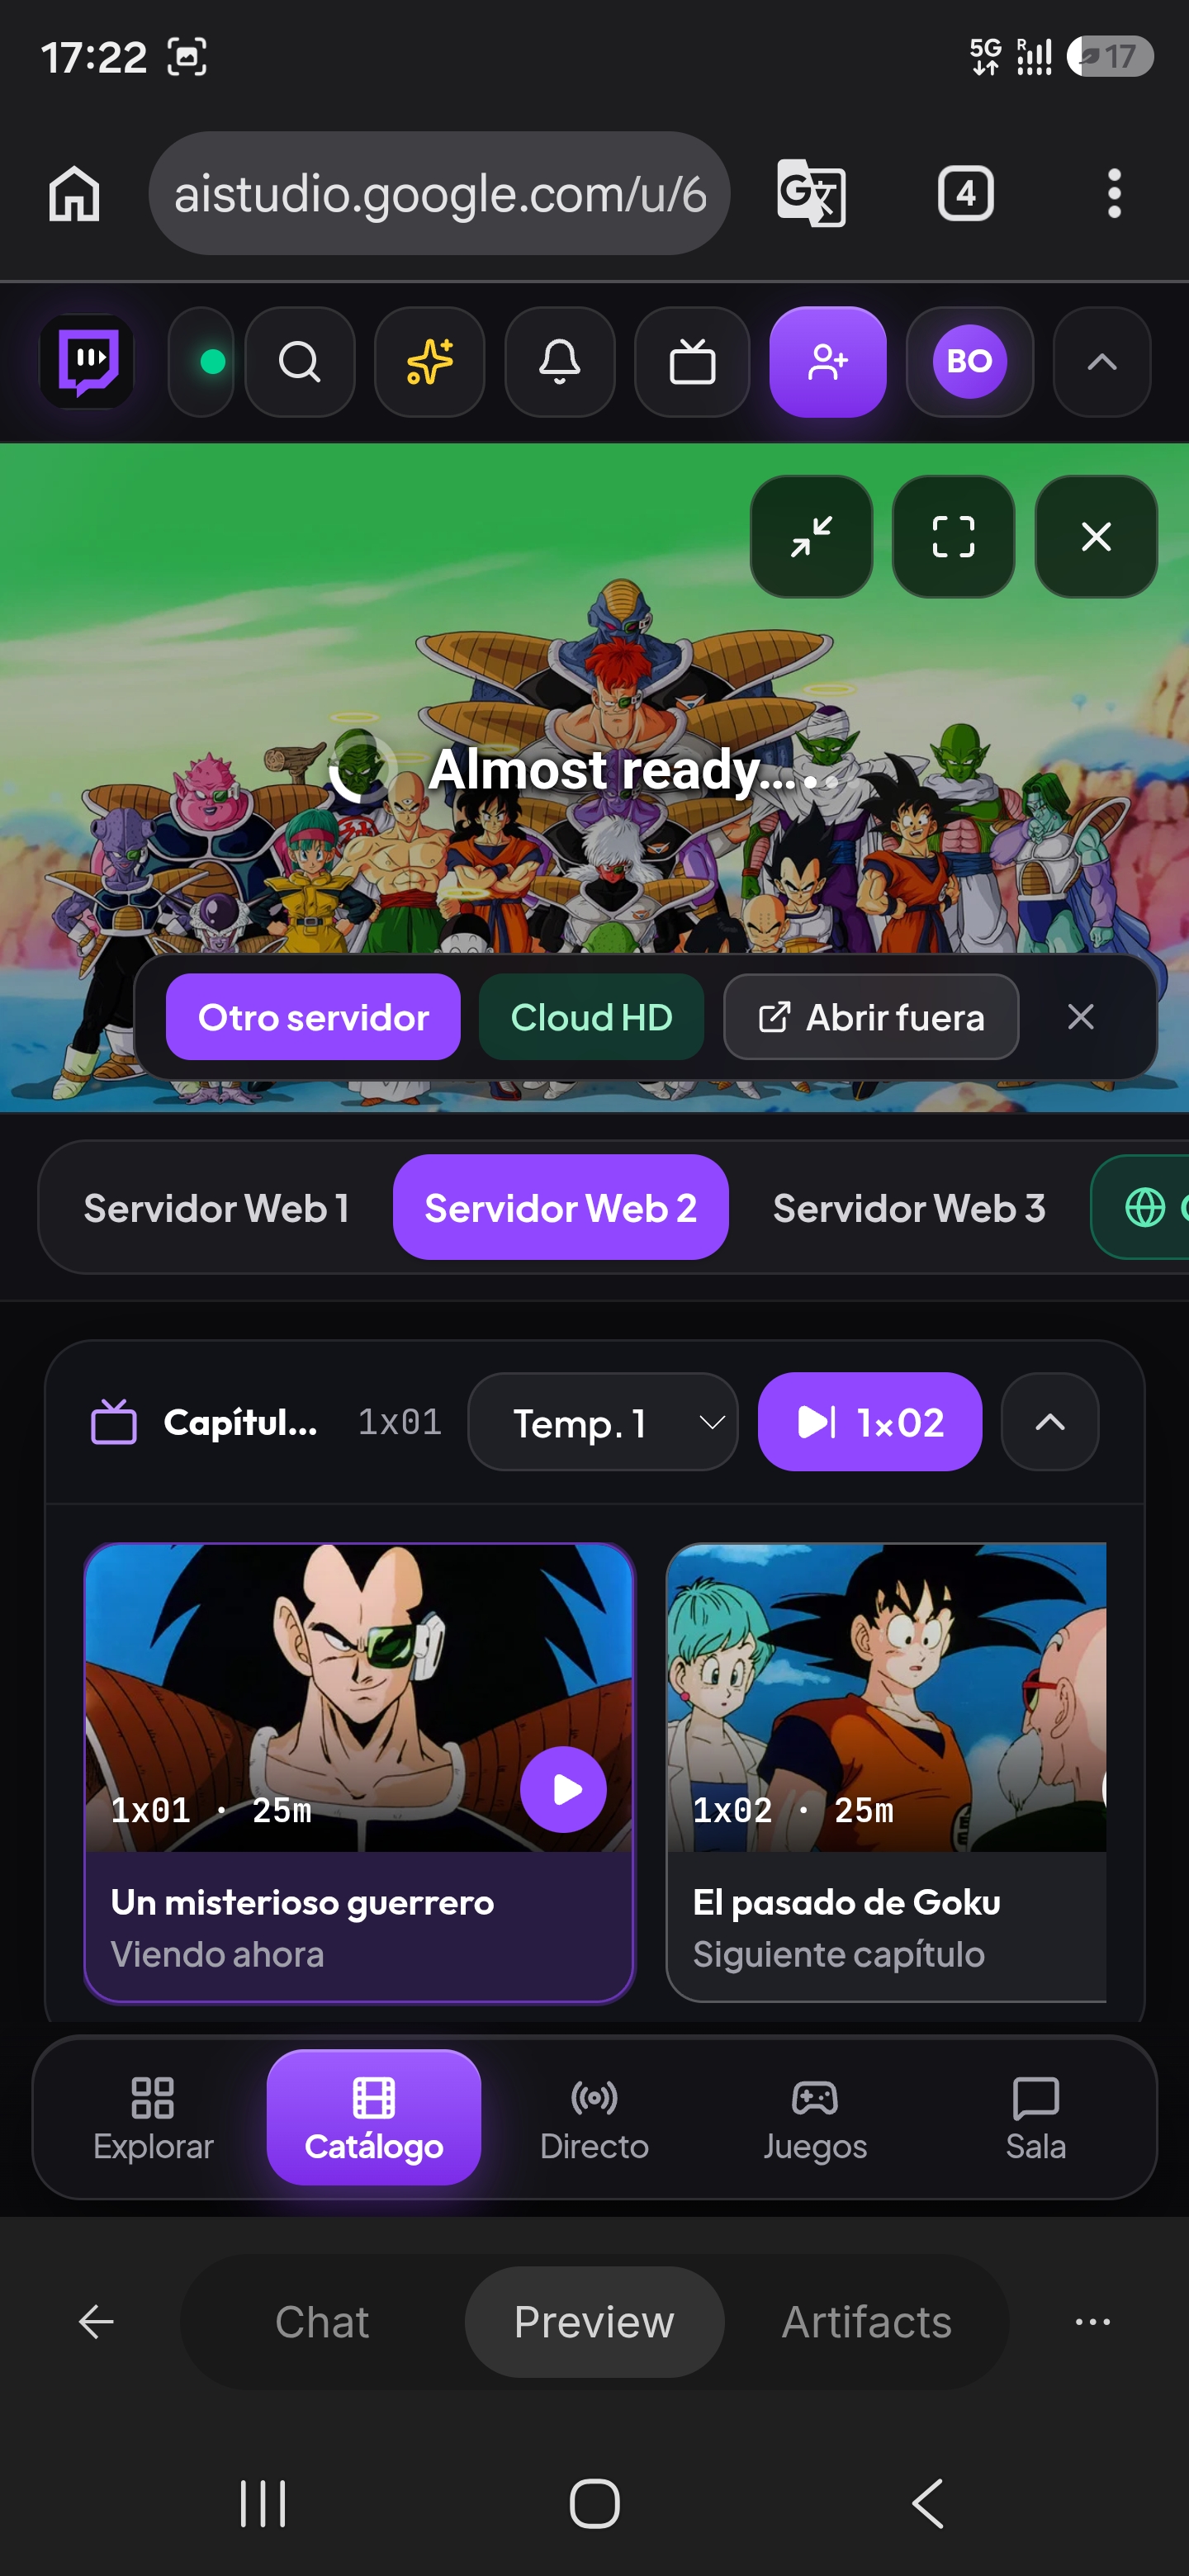 17:22
5G
R
17
aistudio.google.com/u/6
4
BO
Almost ready.....
Otro servidor
Cloud HD
Abrir fuera
Servidor Web 1
Servidor Web 2
Servidor Web 3
Capítul...
1x01
Temp. 1
1×02
1x01 · 25m
1x02 · 25m
Un misterioso guerrero
El pasado de Goku
Viendo ahora
Siguiente capítulo
Explorar
Catálogo
Directo
Juegos
Sala
Chat
Preview
Artifacts